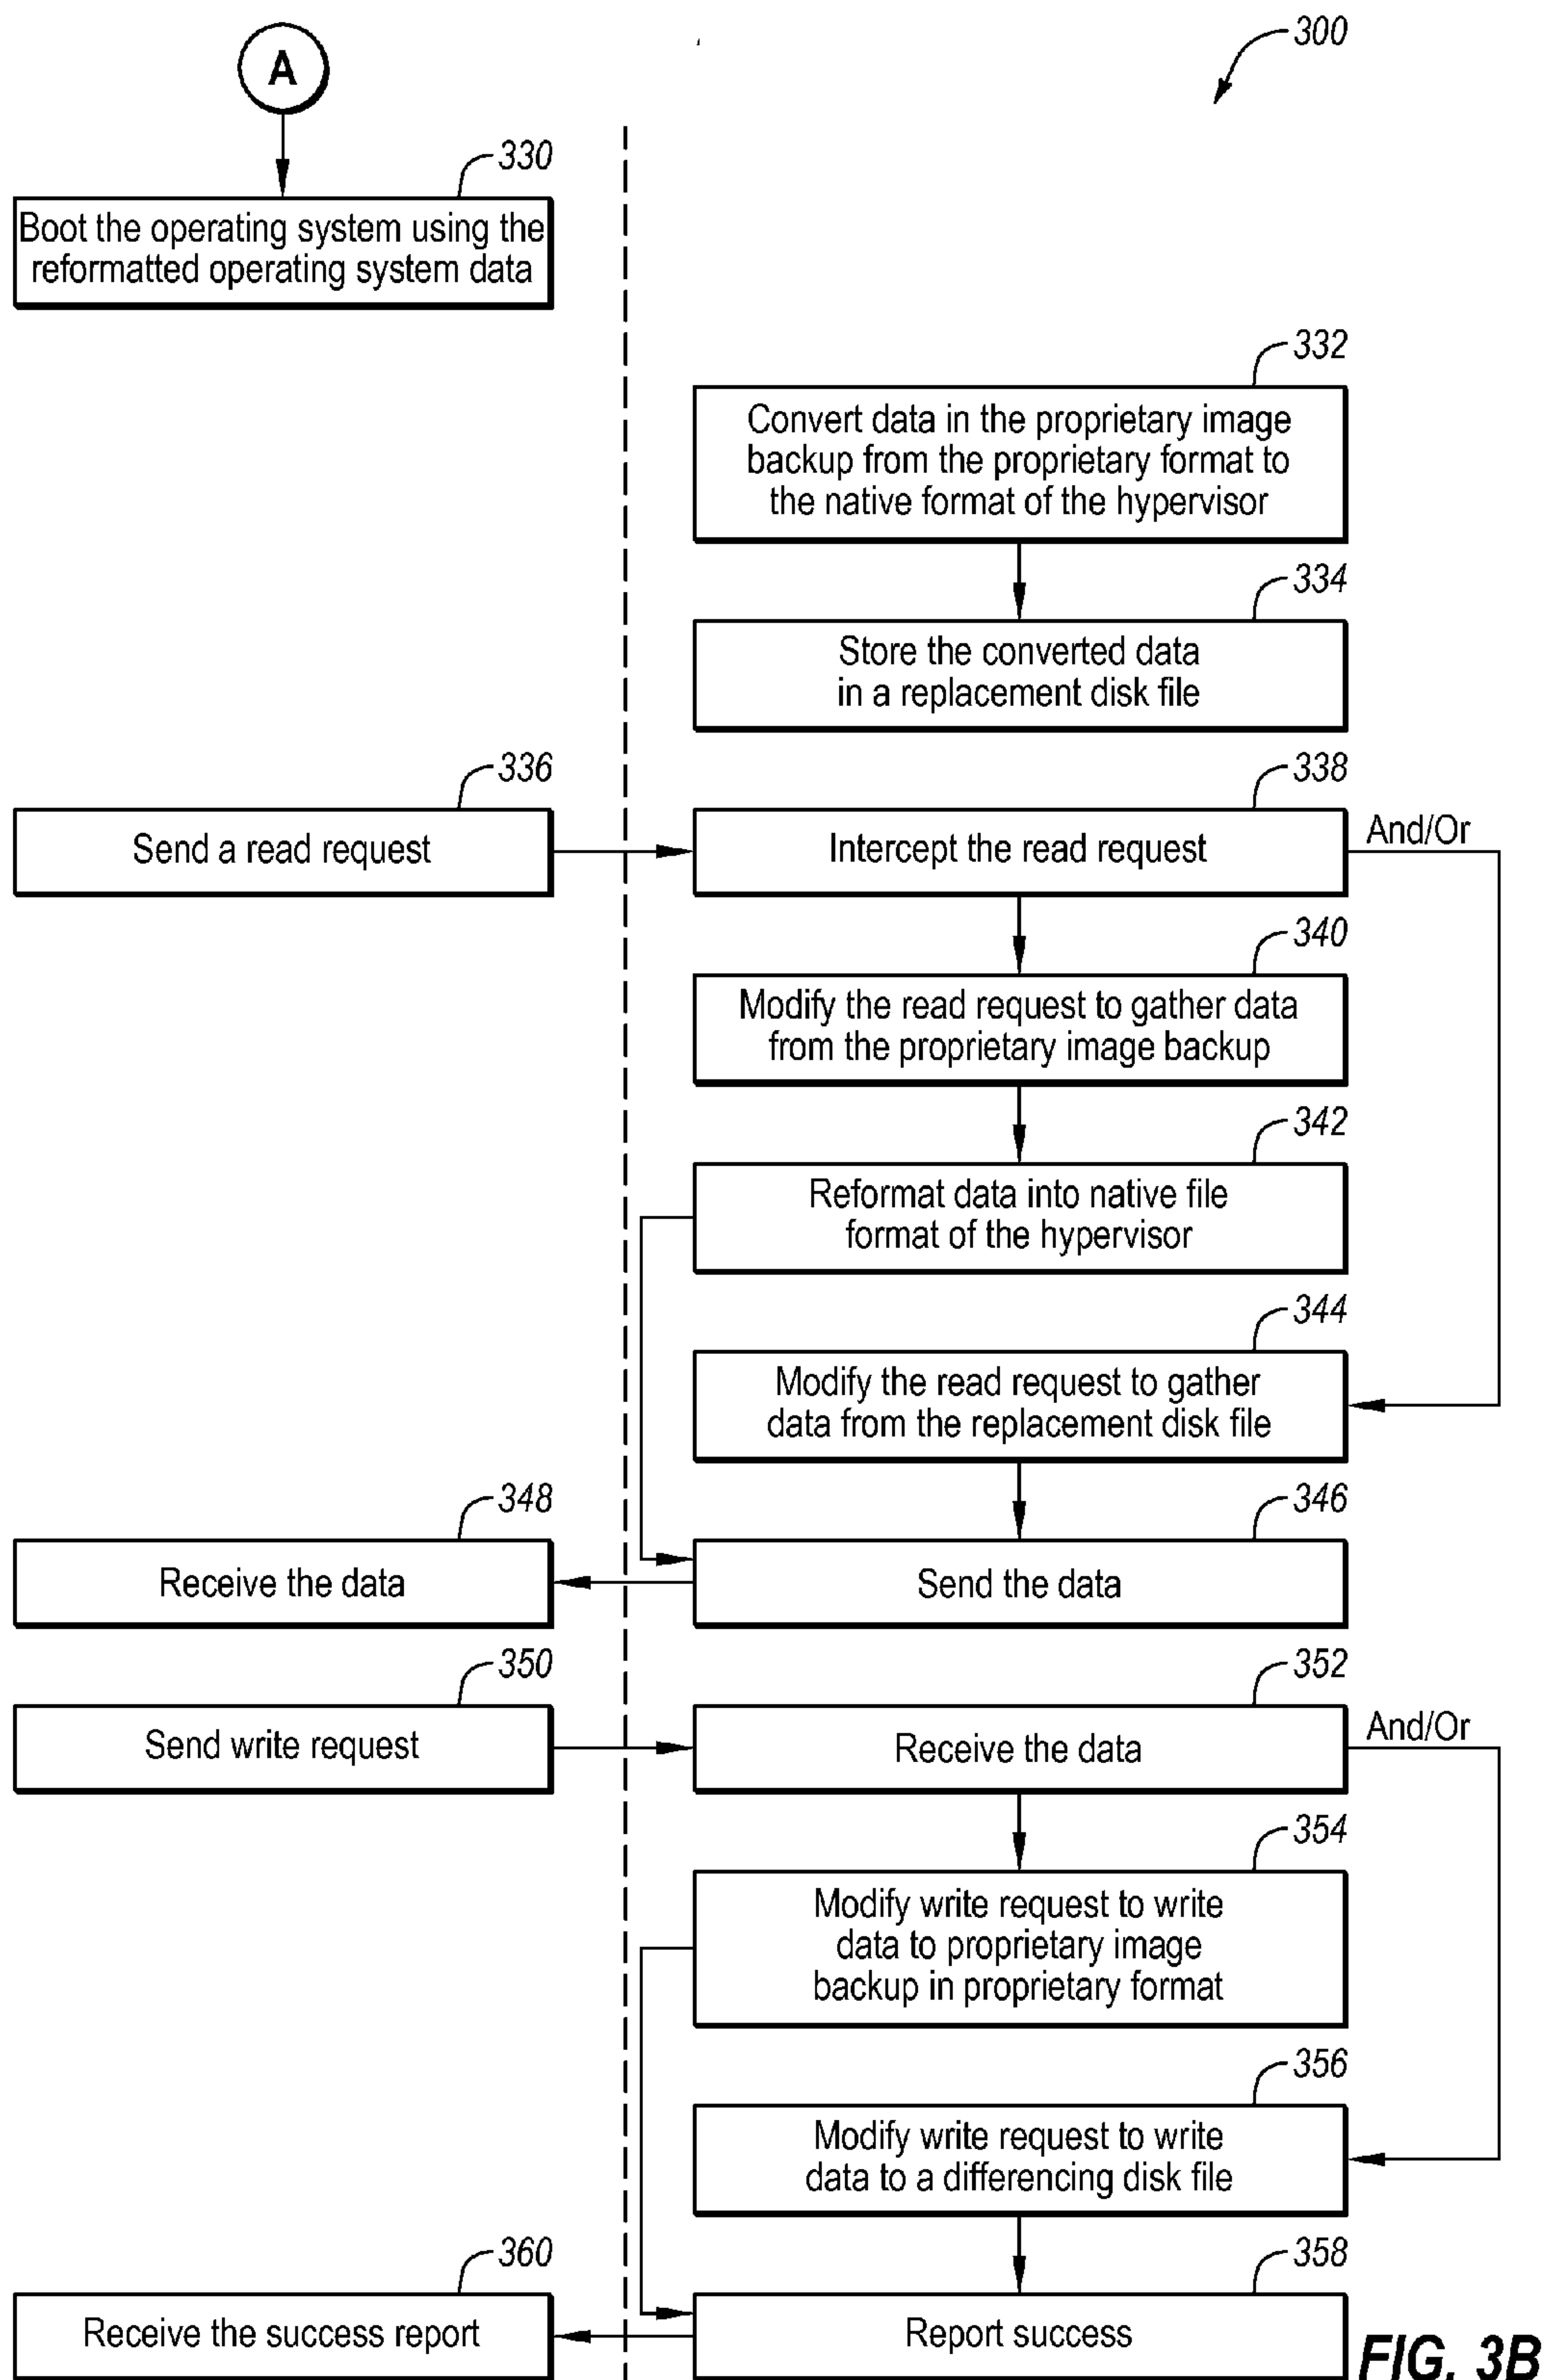 A
300
330
Boot the operating system using the
reformatted operating system data
332
Convert data in the proprietary image
backup from the proprietary format to
the native format of the hypervisor
334
Store the converted data
in a replacement disk file
336
Send a read request
338
Intercept the read request
And/Or
340
Modify the read request to gather data
from the proprietary image backup
342
Reformat data into native file
format of the hypervisor
344
Modify the read request to gather
data from the replacement disk file
346
Send the data
348
Receive the data
350
Send write request
352
Receive the data
And/Or
354
Modify write request to write
data to proprietary image
backup in proprietary format
356
Modify write request to write
data to a differencing disk file
358
Report success
360
Receive the success report
FIG. 3B